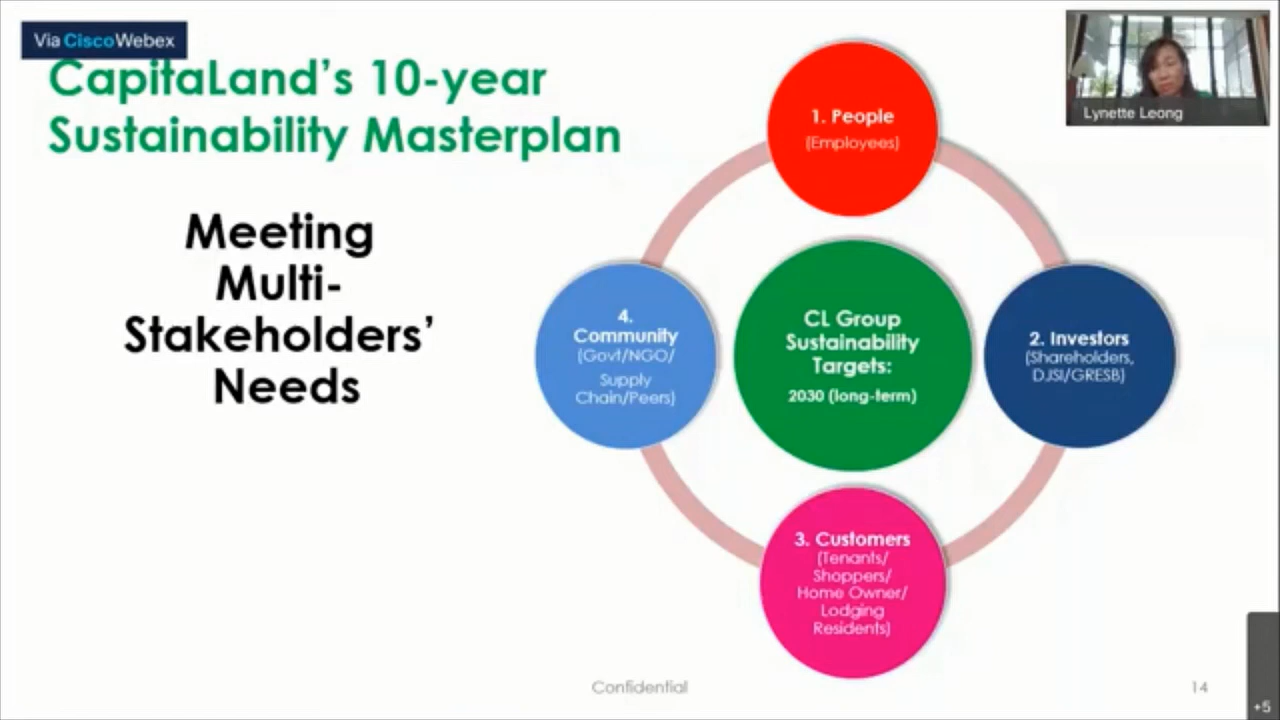 Via Cisco Webex
CapitaLand's 10-year
Sustainability Masterplan
Meeting
Multi-
Stakeholders'
Needs
1. People
(Employees)
2. Investors
(Shareholders,
DJSI/GRESB)
3. Customers
(Tenants/
Shoppers/
Home Owner/
Lodging
Residents)
4.
Community
(Govt/NGO/
Supply
Chain/Peers)
CL Group
Sustainability
Targets:
2030 (long-term)
Lynette Leong
Confidential
14
+5